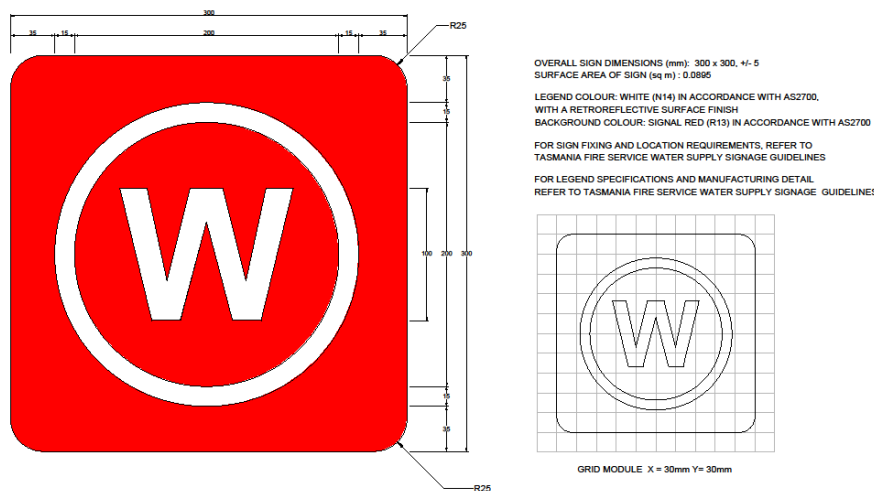 300
35 15 200 15 35
R25
35
15
W
100 200 300
15
35
R25
OVERALL SIGN DIMENSIONS (mm): 300 x 300, +/- 5
SURFACE AREA OF SIGN (sq m) : 0.0895
LEGEND COLOUR: WHITE (N14) IN ACCORDANCE WITH AS2700,
WITH A RETROREFLECTIVE SURFACE FINISH
BACKGROUND COLOUR: SIGNAL RED (R13) IN ACCORDANCE WITH AS2700
FOR SIGN FIXING AND LOCATION REQUIREMENTS, REFER TO
TASMANIA FIRE SERVICE WATER SUPPLY SIGNAGE GUIDELINES
FOR LEGEND SPECIFICATIONS AND MANUFACTURING DETAIL
REFER TO TASMANIA FIRE SERVICE WATER SUPPLY SIGNAGE GUIDELINES
W
GRID MODULE X = 30mm Y= 30mm